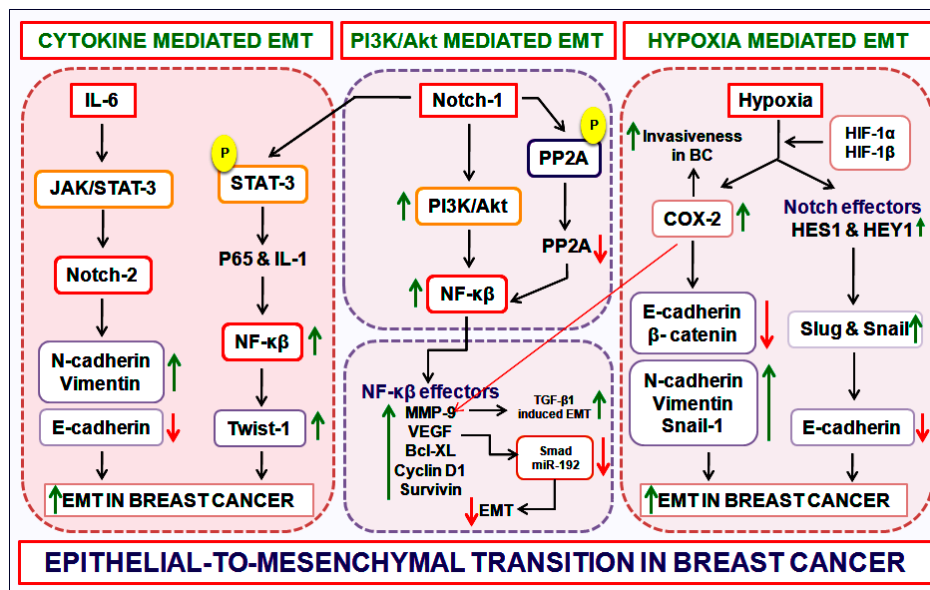 CYTOKINE MEDIATED EMT
PI3K/Akt MEDIATED EMT
HYPOXIA MEDIATED EMT
IL-6
JAK/STAT-3
Notch-2
N-cadherin
Vimentin
E-cadherin
P
STAT-3
P65 & IL-1
NF-κβ
Twist-1
EMT IN BREAST CANCER
Notch-1
P
PP2A
PI3K/Akt
PP2A
NF-κβ
NF-κβ effectors
MMP-9
VEGF
Bcl-XL
Cyclin D1
Survivin
TGF-β1
induced EMT
Smad
miR-192
EMT
Hypoxia
HIF-1α
HIF-1β
Invasiveness
in BC
COX-2
Notch effectors
HES1 & HEY1
E-cadherin
β- catenin
Slug & Snail
N-cadherin
Vimentin
Snail-1
E-cadherin
EMT IN BREAST CANCER
EPITHELIAL-TO-MESENCHYMAL TRANSITION IN BREAST CANCER